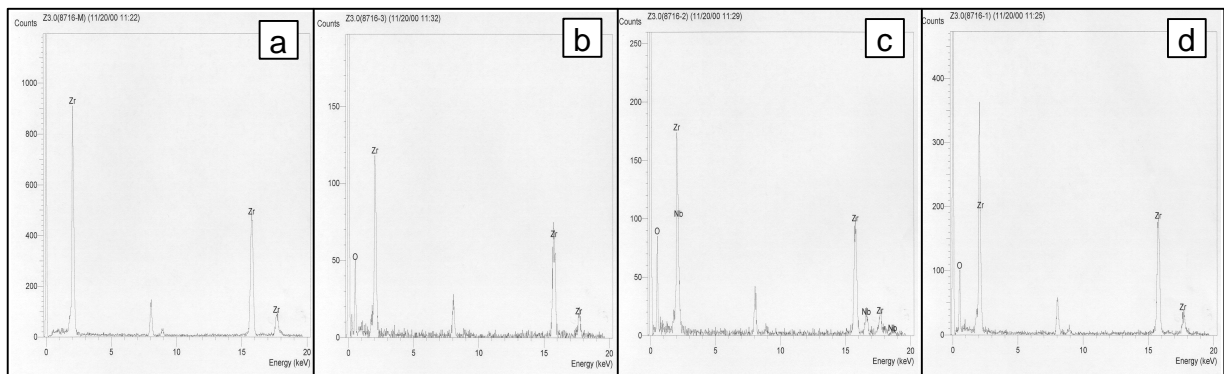 Counts Z3.0(8716-M) (11/20/00 11:22)
a
1000
800
600
400
200
0
Zr
Zr
Zr
0 5 10 15 20
Energy (keV)
Counts Z3.0(8716-3) (11/20/00 11:32)
b
150
100
50
0
O
Zr
Zr
Zr
0 5 10 15 20
Energy (keV)
Counts Z3.0(8716-2) (11/20/00 11:29)
c
250
200
150
100
50
0
O
Zr
Nb
Zr
Nb
Zr
Nb
0 5 10 15 20
Energy (keV)
Counts Z3.0(8716-1) (11/20/00 11:25)
d
400
300
200
100
0
O
Zr
Zr
Zr
0 5 10 15 20
Energy (keV)